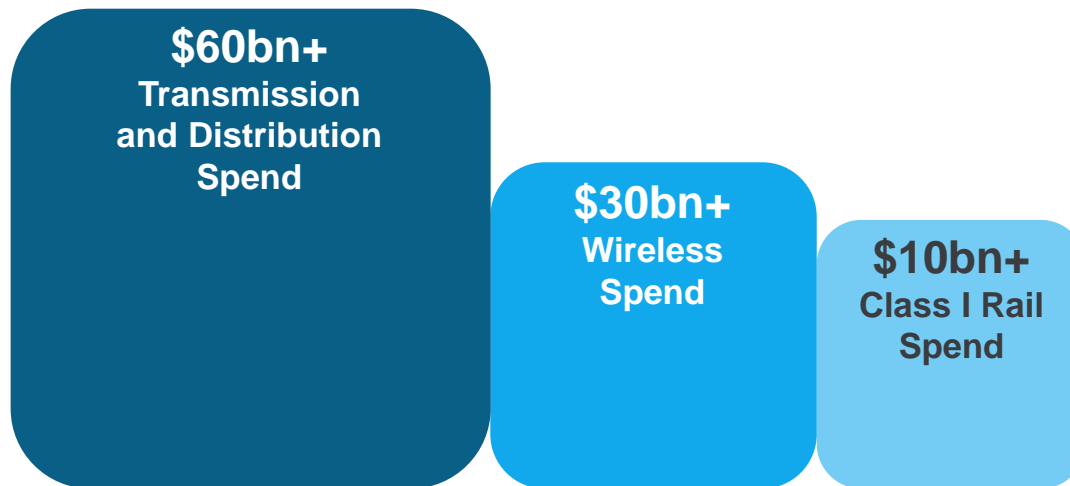 $60bn+
Transmission
and Distribution
Spend
$30bn+
Wireless
Spend
$10bn+
Class I Rail
Spend